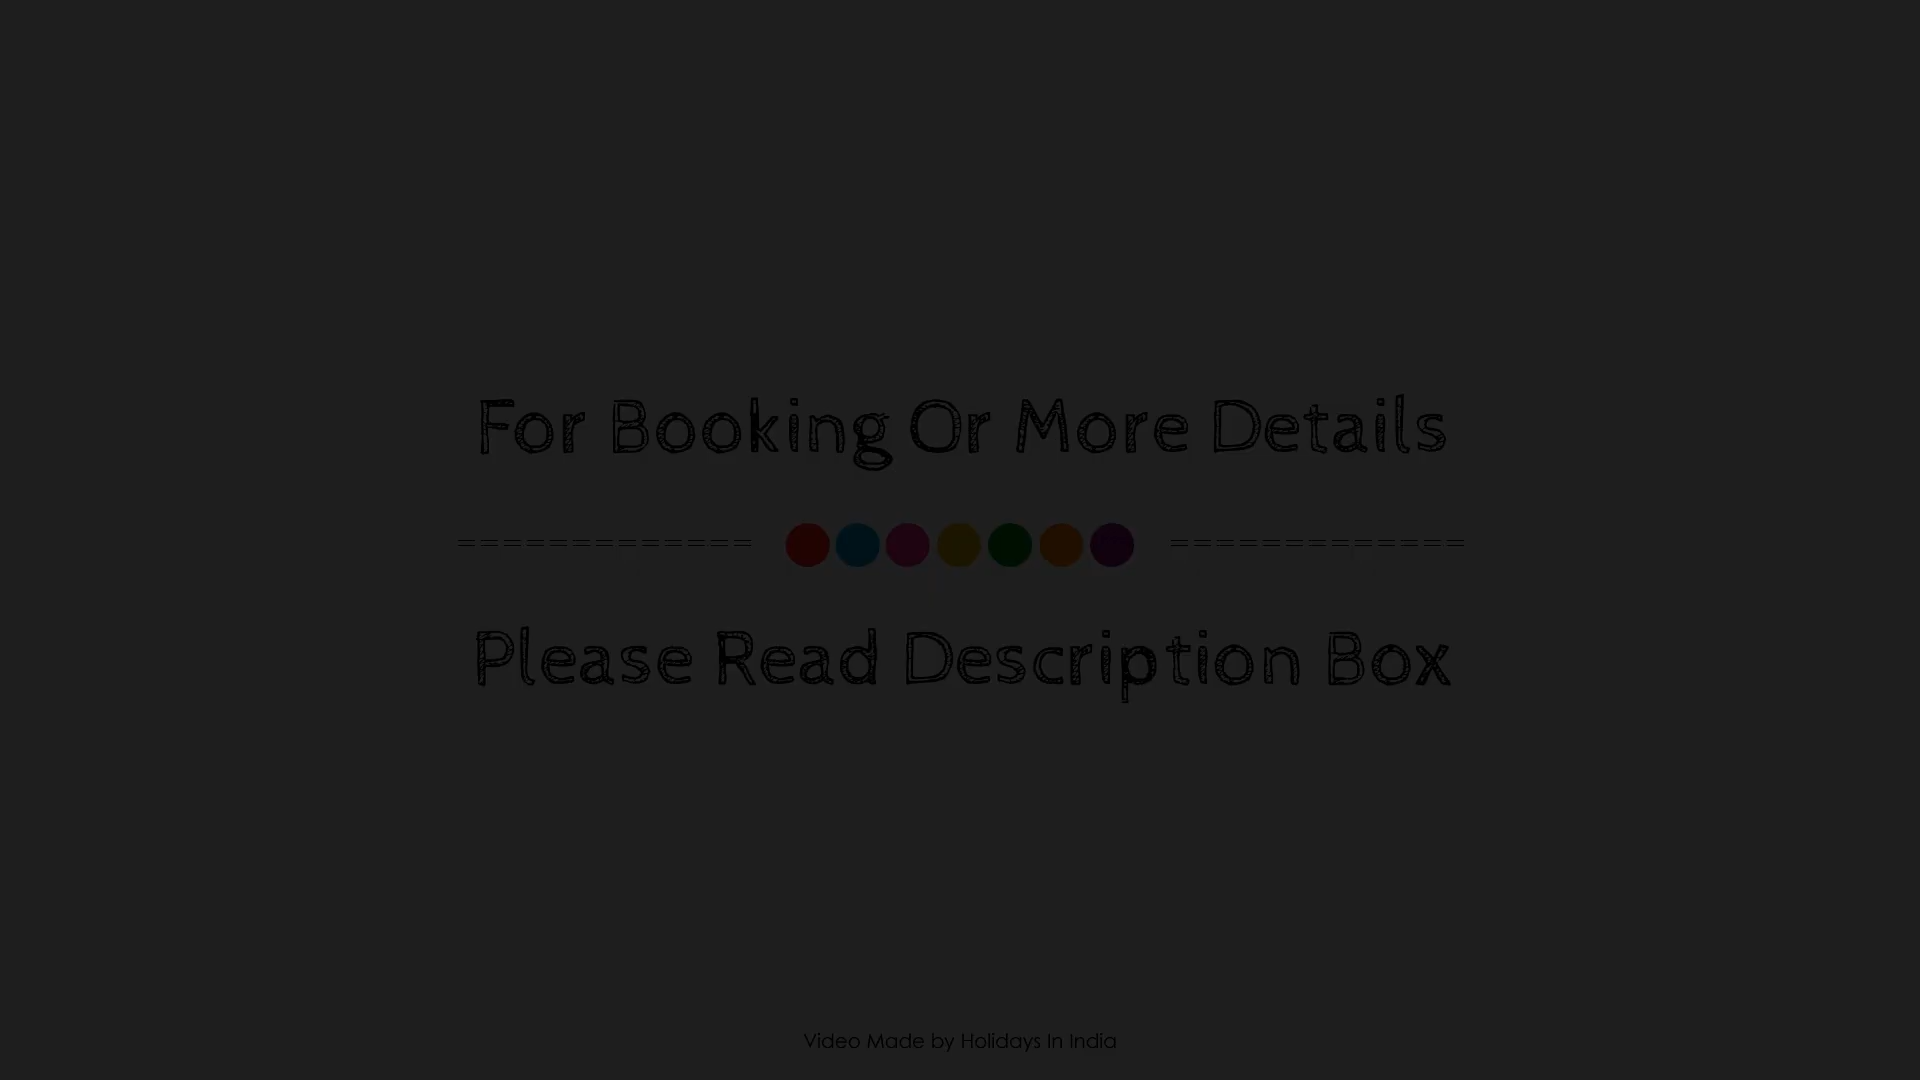 For Booking Or More Details
============= =============
Please Read Description Box
Video Made by Holidays In India